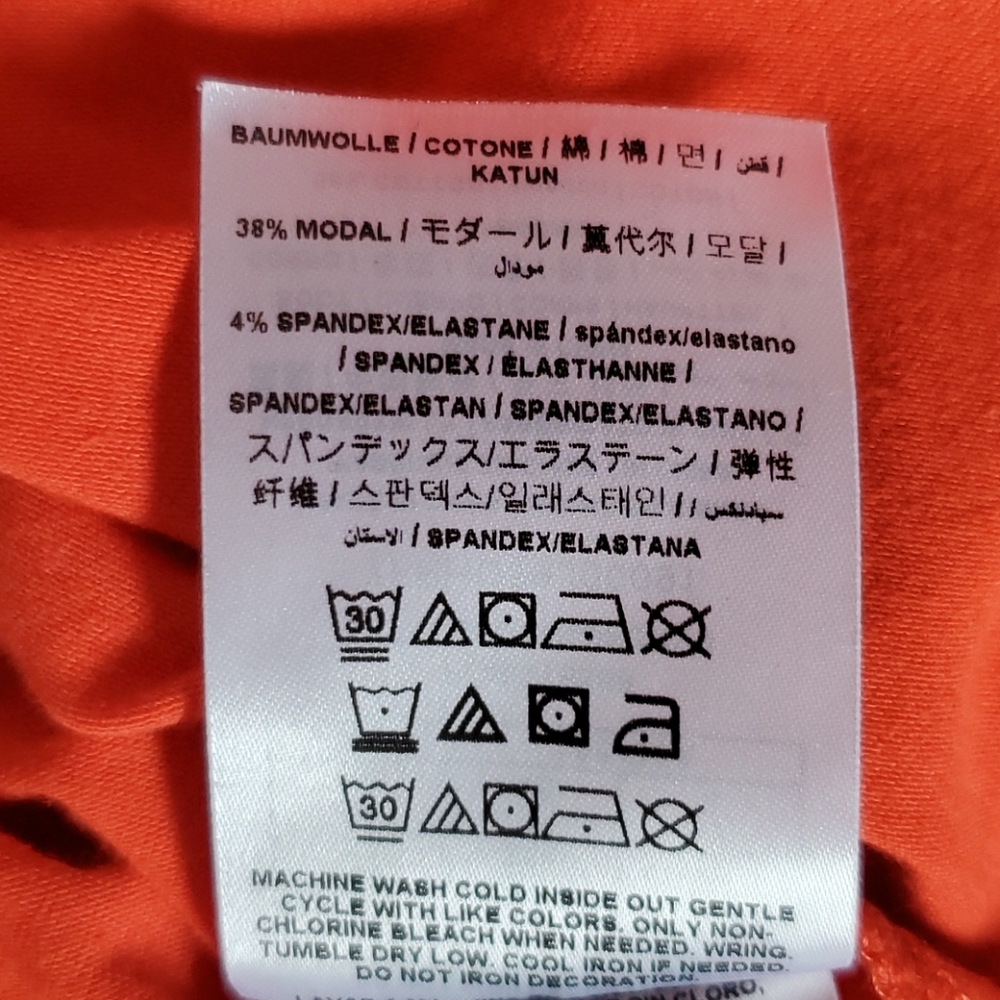 BAUMWOLLE / COTONE / 綿 / 棉 / 면 / قطن /
KATUN
38% MODAL / モダール / 莫代尔 / 모달 /
مودال
4% SPANDEX/ELASTANE / spándex/elastano
/ SPANDEX / ÉLASTHANNE /
SPANDEX/ELASTAN / SPANDEX/ELASTANO /
スパンデックス/エラステーン / 弹性
纤维 / 스판덱스/일래스태인 / / سباندكس
الاستان / SPANDEX/ELASTANA
30
30
MACHINE WASH COLD INSIDE OUT GENTLE
CYCLE WITH LIKE COLORS. ONLY NON-
CHLORINE BLEACH WHEN NEEDED. WRING.
TUMBLE DRY LOW. COOL IRON IF NEEDED.
DO NOT IRON DECORATION.
CLORO,